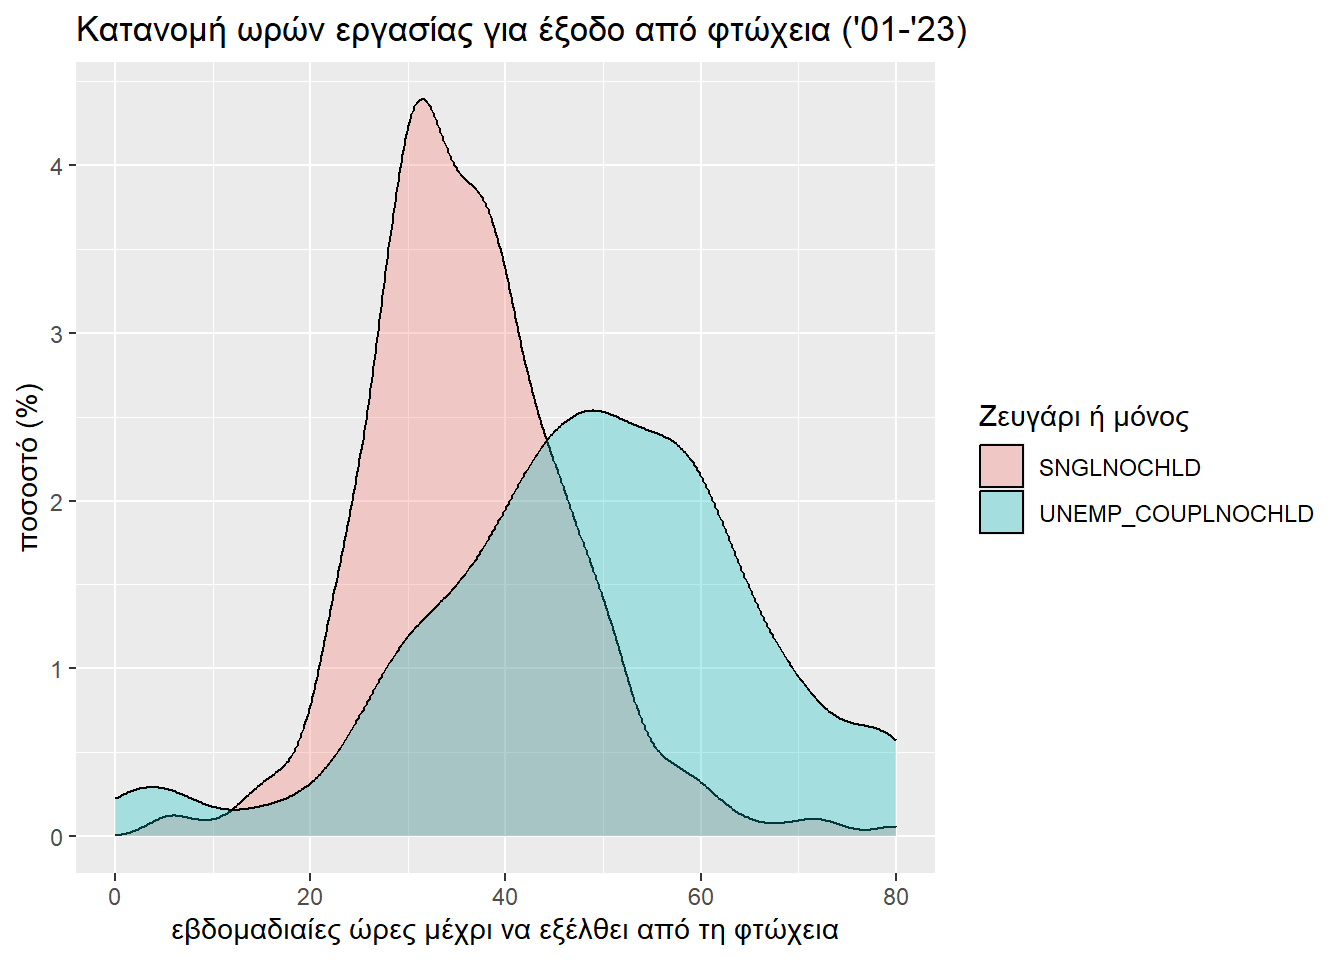 Κατανομή ωρών εργασίας για έξοδο από φτώχεια ('01-'23)
ποσοστό (%)
4
3
2
1
0
0 20 40 60 80
εβδομαδιαίες ώρες μέχρι να εξέλθει από τη φτώχεια
Ζευγάρι ή μόνος
SNGLNOCHLD
UNEMP_COUPLNOCHLD